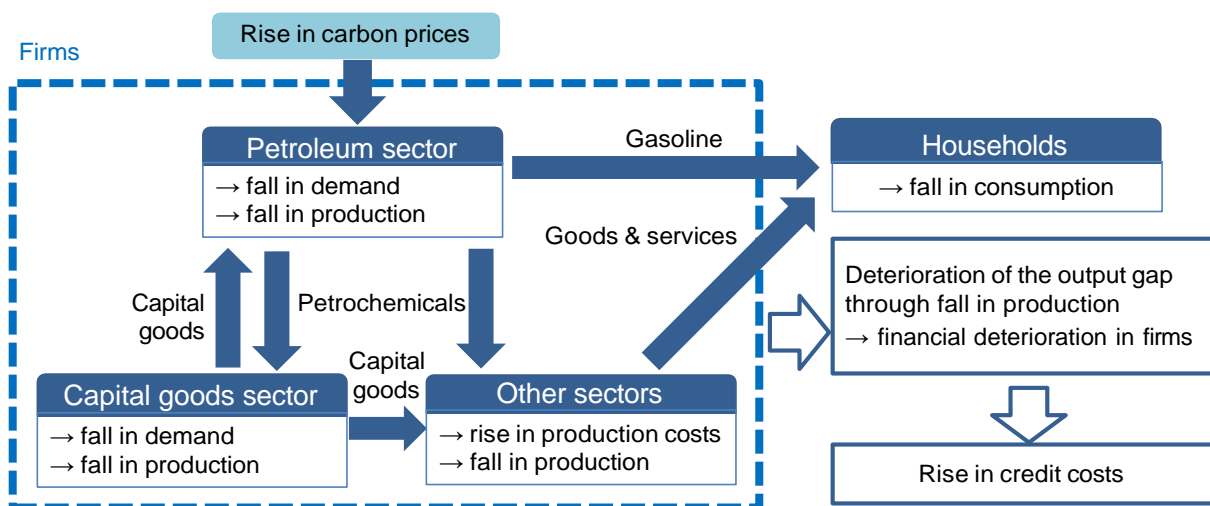 Rise in carbon prices
Firms
Petroleum sector
→ fall in demand
→ fall in production
Gasoline
Households
→ fall in consumption
Goods & services
Capital
goods
Petrochemicals
Deterioration of the output gap
through fall in production
→ financial deterioration in firms
Capital
goods
Capital goods sector
→ fall in demand
→ fall in production
Other sectors
→ rise in production costs
→ fall in production
Rise in credit costs